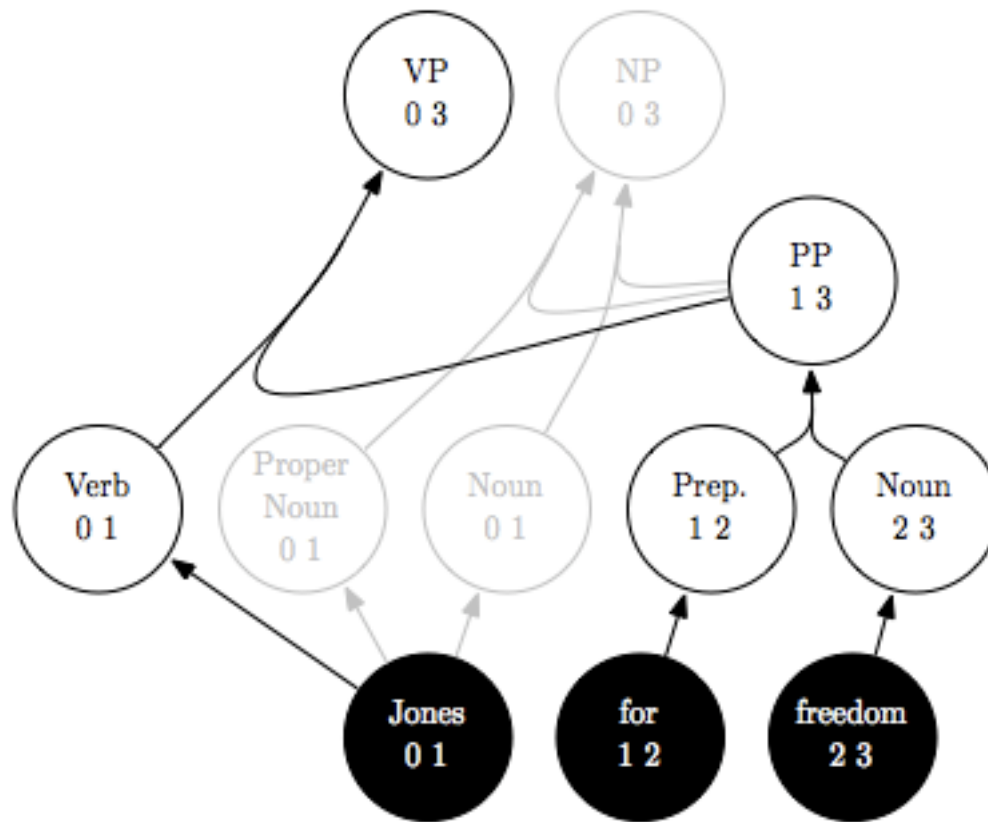 VP
0 3
NP
0 3
PP
1 3
Verb
0 1
Proper
Noun
0 1
Noun
0 1
Prep.
1 2
Noun
2 3
Jones
0 1
for
1 2
freedom
2 3